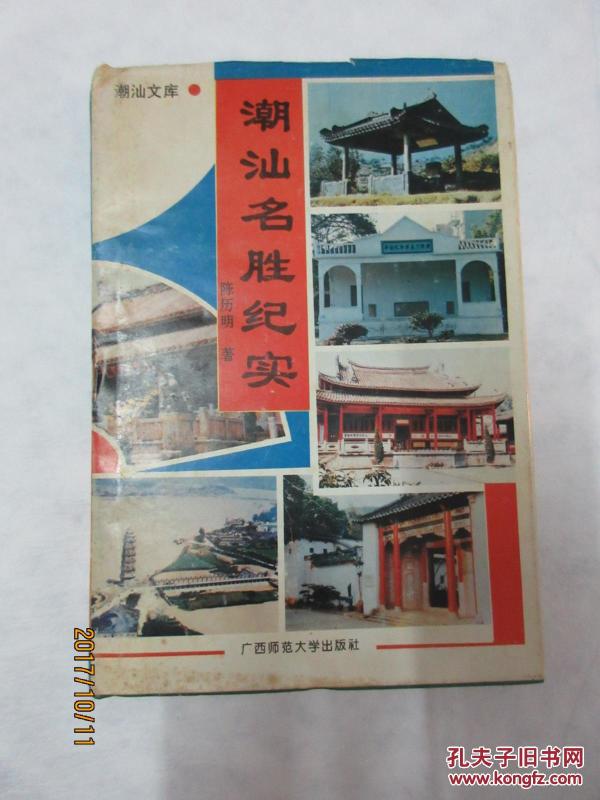 潮汕文库
潮汕名胜纪实
陈历明 著
广西师范大学出版社
2017/10/11
孔夫子旧书网
www.kongfz.com